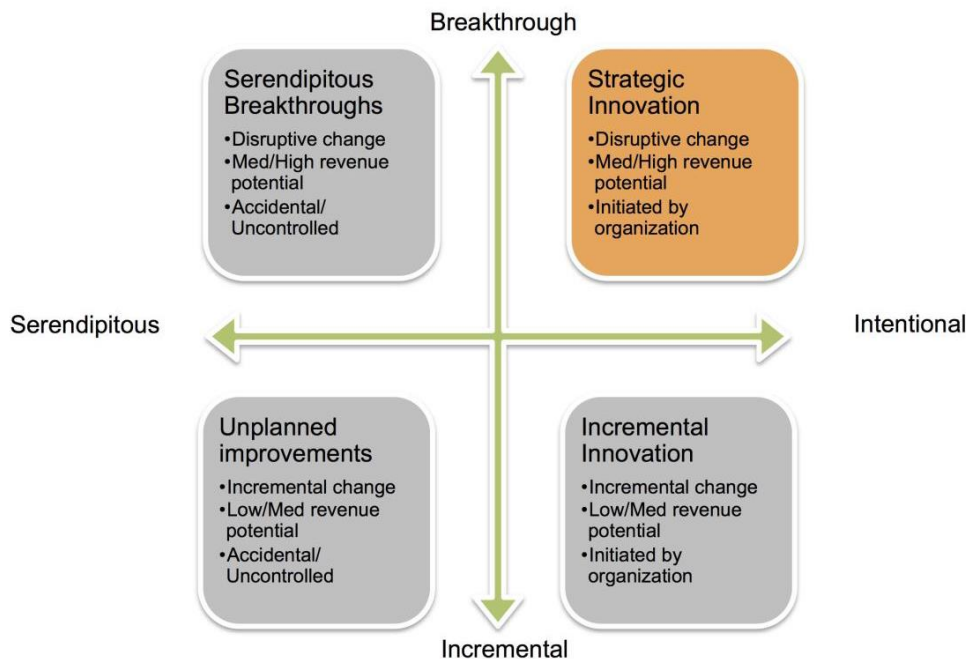 Breakthrough
Serendipitous
Breakthroughs
•Disruptive change
•Med/High revenue
potential
•Accidental/
Uncontrolled
Strategic
Innovation
•Disruptive change
•Med/High revenue
potential
•Initiated by
organization
Serendipitous
Intentional
Unplanned
improvements
•Incremental change
•Low/Med revenue
potential
•Accidental/
Uncontrolled
Incremental
Innovation
•Incremental change
•Low/Med revenue
potential
•Initiated by
organization
Incremental